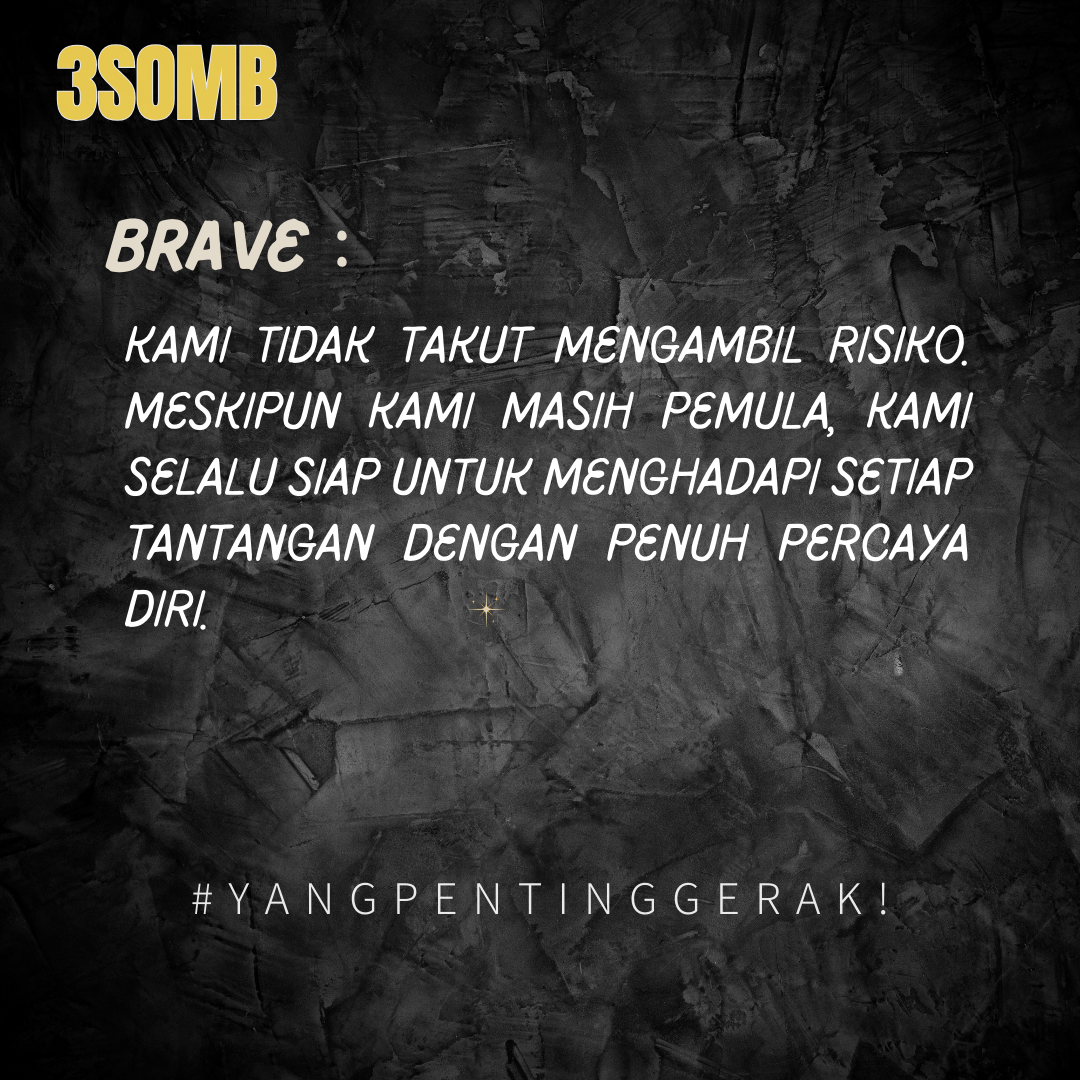 3SOMB
BRAVE :
KAMI TIDAK TAKUT MENGAMBIL RISIKO.
MESKIPUN KAMI MASIH PEMULA, KAMI
SELALU SIAP UNTUK MENGHADAPI SETIAP
TANTANGAN DENGAN PENUH PERCAYA
DIRI.
#YANGPENTINGGERAK!